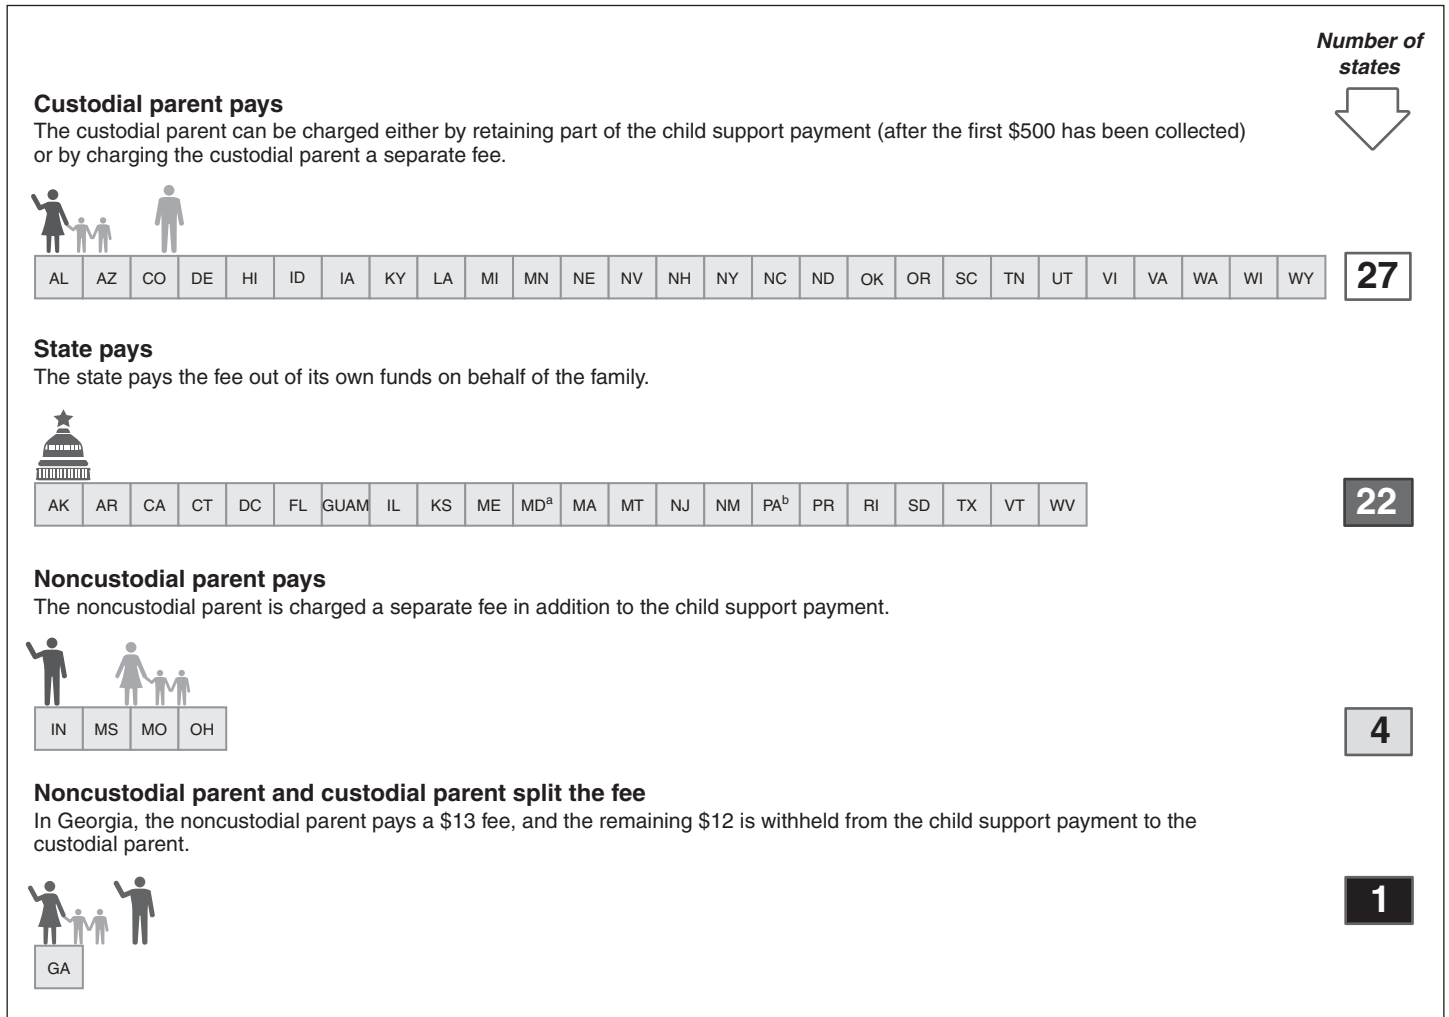 Number of
states
Custodial parent pays
The custodial parent can be charged either by retaining part of the child support payment (after the first $500 has been collected)
or by charging the custodial parent a separate fee.
AL AZ CO DE HI ID IA KY LA MI MN NE NV NH NY NC ND OK OR SC TN UT VI VA WA WI WY 27
State pays
The state pays the fee out of its own funds on behalf of the family.
AK AR CA CT DC FL GUAM IL KS ME MDa MA MT NJ NM PAb PR RI SD TX VT WV 22
Noncustodial parent pays
The noncustodial parent is charged a separate fee in addition to the child support payment.
IN MS MO OH 4
Noncustodial parent and custodial parent split the fee
In Georgia, the noncustodial parent pays a $13 fee, and the remaining $12 is withheld from the child support payment to the
custodial parent.
1
GA